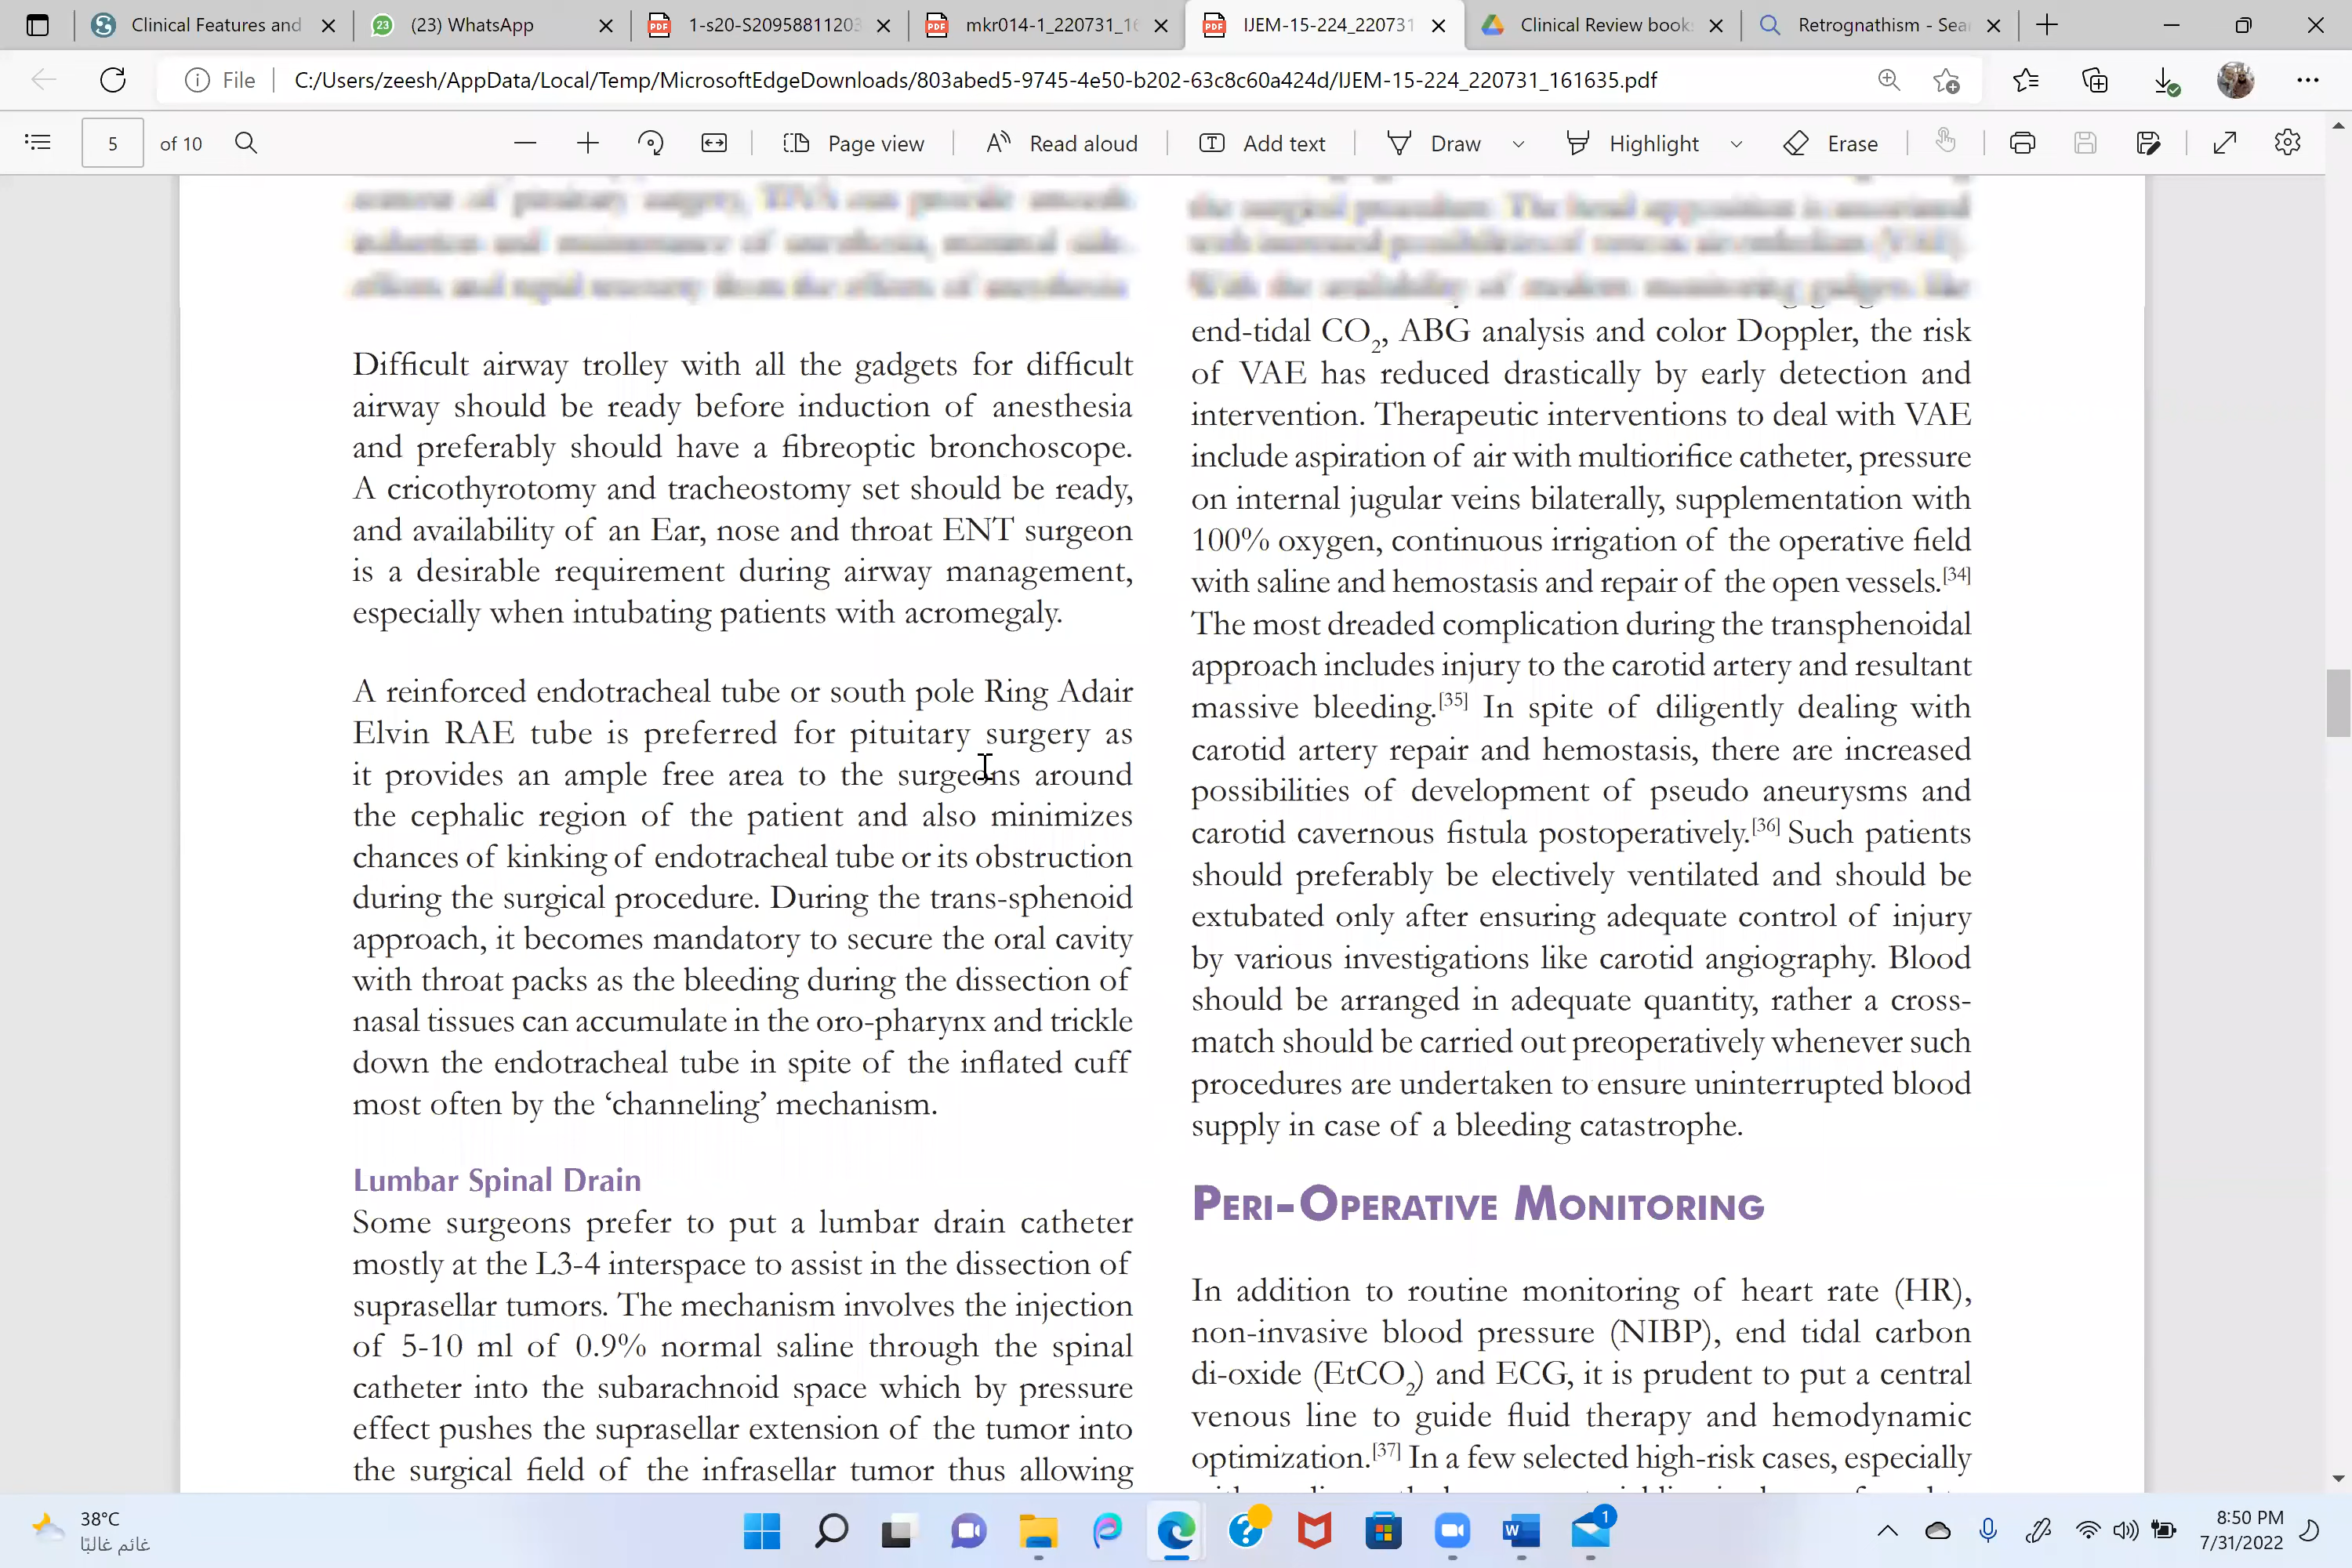 Clinical Features and
(23) WhatsApp
1-s20-S20958811203
mkr014-1_220731_16
IJEM-15-224_220731
Clinical Review book
Retrognathism - Sea
File
C:/Users/zeesh/AppData/Local/Temp/MicrosoftEdgeDownloads/803abed5-9745-4e50-b202-63c8c60a424d/IJEM-15-224_220731_161635.pdf
5 of 10
Page view
Read aloud
Add text
Draw
Highlight
Erase
Difficult airway trolley with all the gadgets for difficult
airway should be ready before induction of anesthesia
and preferably should have a fibreoptic bronchoscope.
A cricothyrotomy and tracheostomy set should be ready,
and availability of an Ear, nose and throat ENT surgeon
is a desirable requirement during airway management,
especially when intubating patients with acromegaly.
A reinforced endotracheal tube or south pole Ring Adair
Elvin RAE tube is preferred for pituitary surgery as
it provides an ample free area to the surgeons around
the cephalic region of the patient and also minimizes
chances of kinking of endotracheal tube or its obstruction
during the surgical procedure. During the trans-sphenoid
approach, it becomes mandatory to secure the oral cavity
with throat packs as the bleeding during the dissection of
nasal tissues can accumulate in the oro-pharynx and trickle
down the endotracheal tube in spite of the inflated cuff
most often by the ‘channeling’ mechanism.
Lumbar Spinal Drain
Some surgeons prefer to put a lumbar drain catheter
mostly at the L3-4 interspace to assist in the dissection of
suprasellar tumors. The mechanism involves the injection
of 5-10 ml of 0.9% normal saline through the spinal
catheter into the subarachnoid space which by pressure
effect pushes the suprasellar extension of the tumor into
the surgical field of the infrasellar tumor thus allowing
end-tidal CO2, ABG analysis and color Doppler, the risk
of VAE has reduced drastically by early detection and
intervention. Therapeutic interventions to deal with VAE
include aspiration of air with multiorifice catheter, pressure
on internal jugular veins bilaterally, supplementation with
100% oxygen, continuous irrigation of the operative field
with saline and hemostasis and repair of the open vessels.[34]
The most dreaded complication during the transphenoidal
approach includes injury to the carotid artery and resultant
massive bleeding.[35] In spite of diligently dealing with
carotid artery repair and hemostasis, there are increased
possibilities of development of pseudo aneurysms and
carotid cavernous fistula postoperatively.[36] Such patients
should preferably be electively ventilated and should be
extubated only after ensuring adequate control of injury
by various investigations like carotid angiography. Blood
should be arranged in adequate quantity, rather a cross-
match should be carried out preoperatively whenever such
procedures are undertaken to ensure uninterrupted blood
supply in case of a bleeding catastrophe.
Peri-Operative Monitoring
In addition to routine monitoring of heart rate (HR),
non-invasive blood pressure (NIBP), end tidal carbon
di-oxide (EtCO2) and ECG, it is prudent to put a central
venous line to guide fluid therapy and hemodynamic
optimization.[37] In a few selected high-risk cases, especially
38°C
غائم غالبًا
1
8:50 PM
7/31/2022